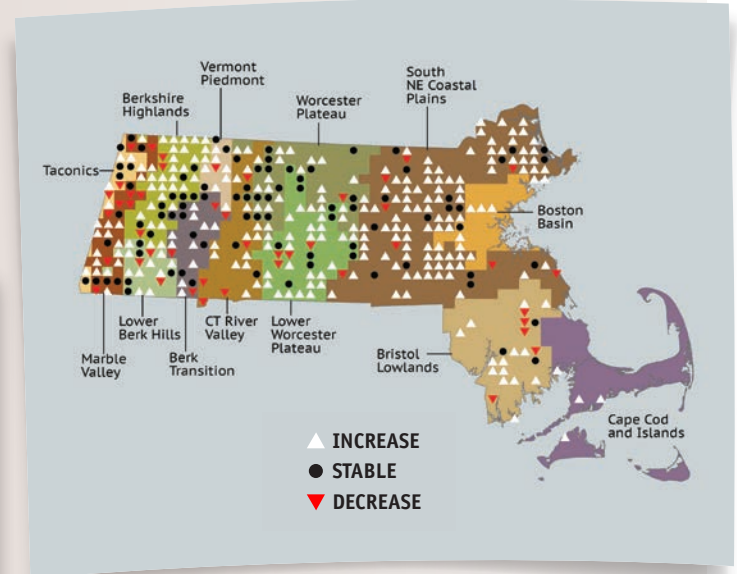 Vermont
Piedmont
South
NE Coastal
Plains
Berkshire
Highlands
Worcester
Plateau
Taconics
Boston
Basin
Lower
Berk Hills
CT River
Valley
Lower
Worcester
Plateau
Marble
Valley
Berk
Transition
Bristol
Lowlands
Cape Cod
and Islands
INCREASE
STABLE
DECREASE